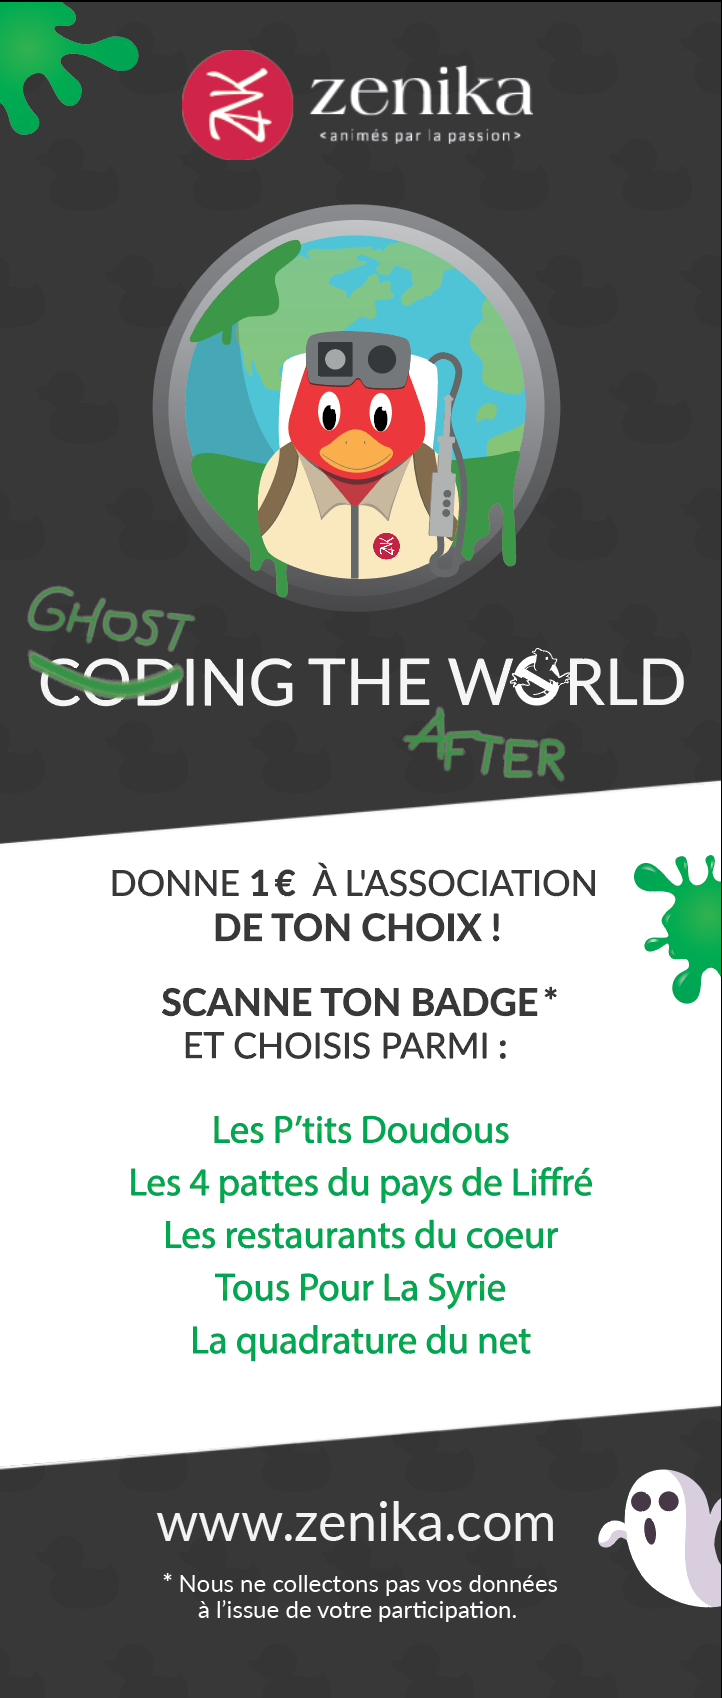 zenika
<animés par la passion>
GHOST
CODING THE WORLD
AFTER
DONNE 1 € À L'ASSOCIATION
DE TON CHOIX !
SCANNE TON BADGE *
ET CHOISIS PARMI :
Les P’tits Doudous
Les 4 pattes du pays de Liffré
Les restaurants du coeur
Tous Pour La Syrie
La quadrature du net
www.zenika.com
* Nous ne collectons pas vos données
à l’issue de votre participation.